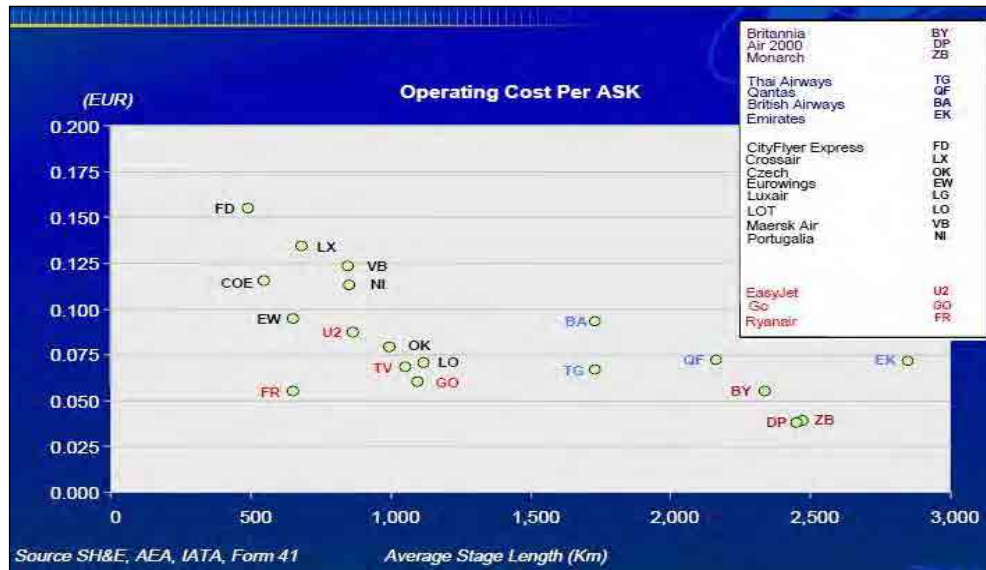 Operating Cost Per ASK
(EUR)
Britannia BY
Air 2000 DP
Monarch ZB
Thai Airways TG
Qantas QF
British Airways BA
Emirates EK
CityFlyer Express FD
Crossair LX
Czech OK
Eurowings EW
Luxair LG
LOT LO
Maersk Air VB
Portugalia NI
EasyJet U2
Go GO
Ryanair FR
0.200
0.175
0.150
0.125
0.100
0.075
0.050
0.025
0.000
FD
LX
VB
COE
NI
EW
U2
BA
OK
LO
TV
GO
TG
QF
EK
FR
BY
DP
ZB
0 500 1,000 1,500 2,000 2,500 3,000
Source SH&E, AEA, IATA, Form 41
Average Stage Length (Km)